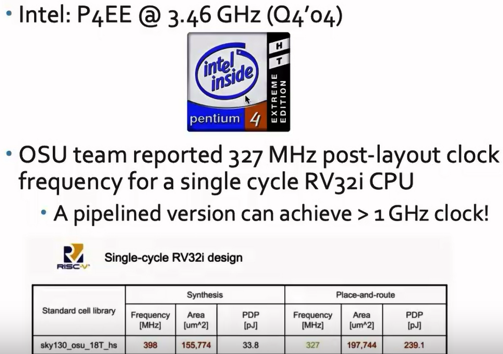 • Intel: P4EE @ 3.46 GHz (Q4'04)
intel
inside
pentium 4
HT
EXTREME
EDITION
• OSU team reported 327 MHz post-layout clock
frequency for a single cycle RV32i CPU
• A pipelined version can achieve > 1 GHz clock!
RISC-V
Single-cycle RV32i design
Standard cell library
Synthesis
Place-and-route
Frequency [MHz] Area [um^2] PDP [pJ] Frequency [MHz] Area [um^2] PDP [pJ]
sky130_osu_18T_hs 398 155,774 33.8 327 197,744 239.1